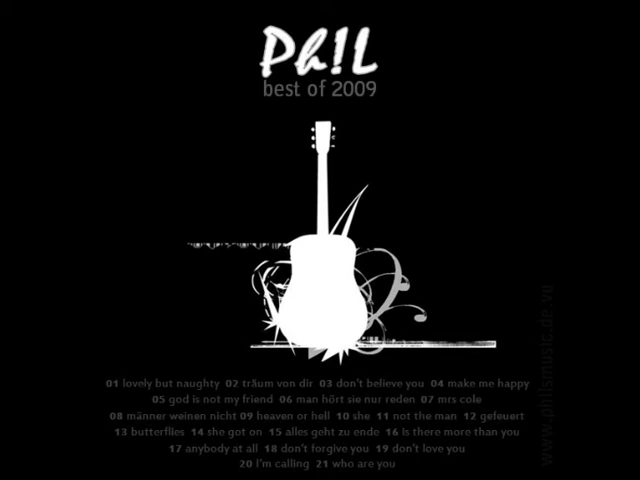 Ph!L
best of 2009
01 lovely but naughty 02 träum von dir 03 don't believe you 04 make me happy
05 god is not my friend 06 man hört sie nur reden 07 mrs cole
08 männer weinen nicht 09 heaven or hell 10 she 11 not the man 12 gefeuert
13 butterflies 14 she got on 15 alles geht zu ende 16 is there more than you
17 anybody at all 18 don't forgive you 19 don't love you
20 i'm calling 21 who are you
www.philsmusic.de.vu